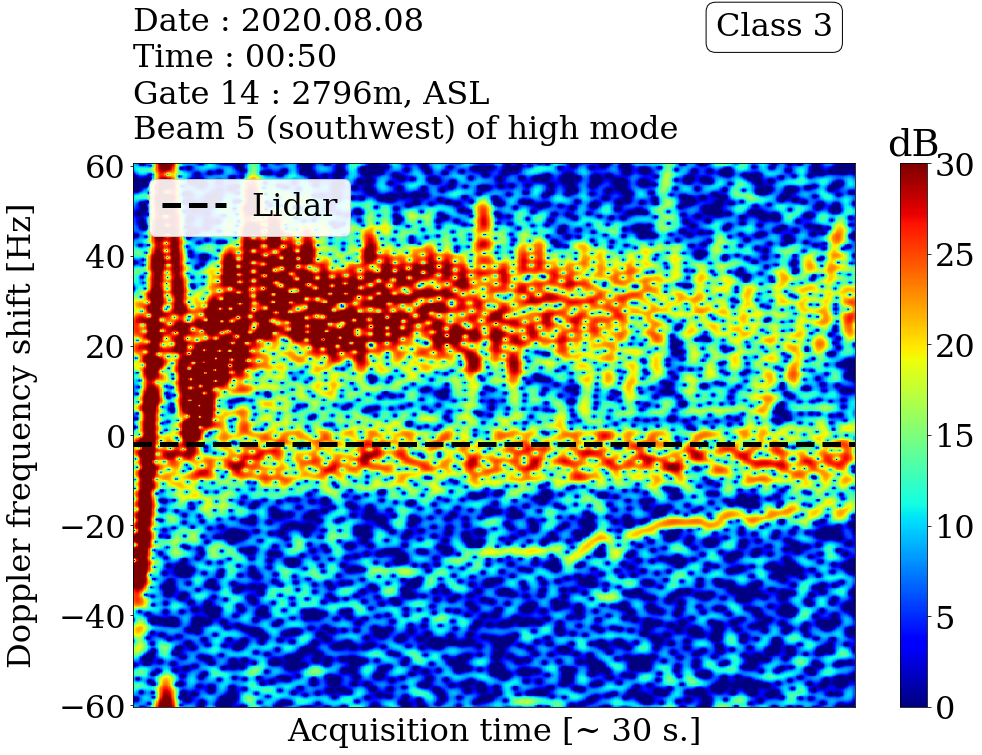 Date : 2020.08.08
Time : 00:50
Gate 14 : 2796m, ASL
Beam 5 (southwest) of high mode
Class 3
dB
Lidar
60
40
20
0
−20
−40
−60
Doppler frequency shift [Hz]
Acquisition time [~ 30 s.]
30
25
20
15
10
5
0